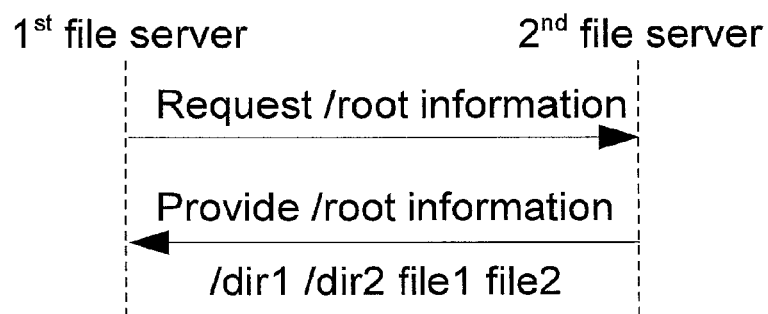 1st file server 2nd file server
Request /root information
Provide /root information
/dir1 /dir2 file1 file2